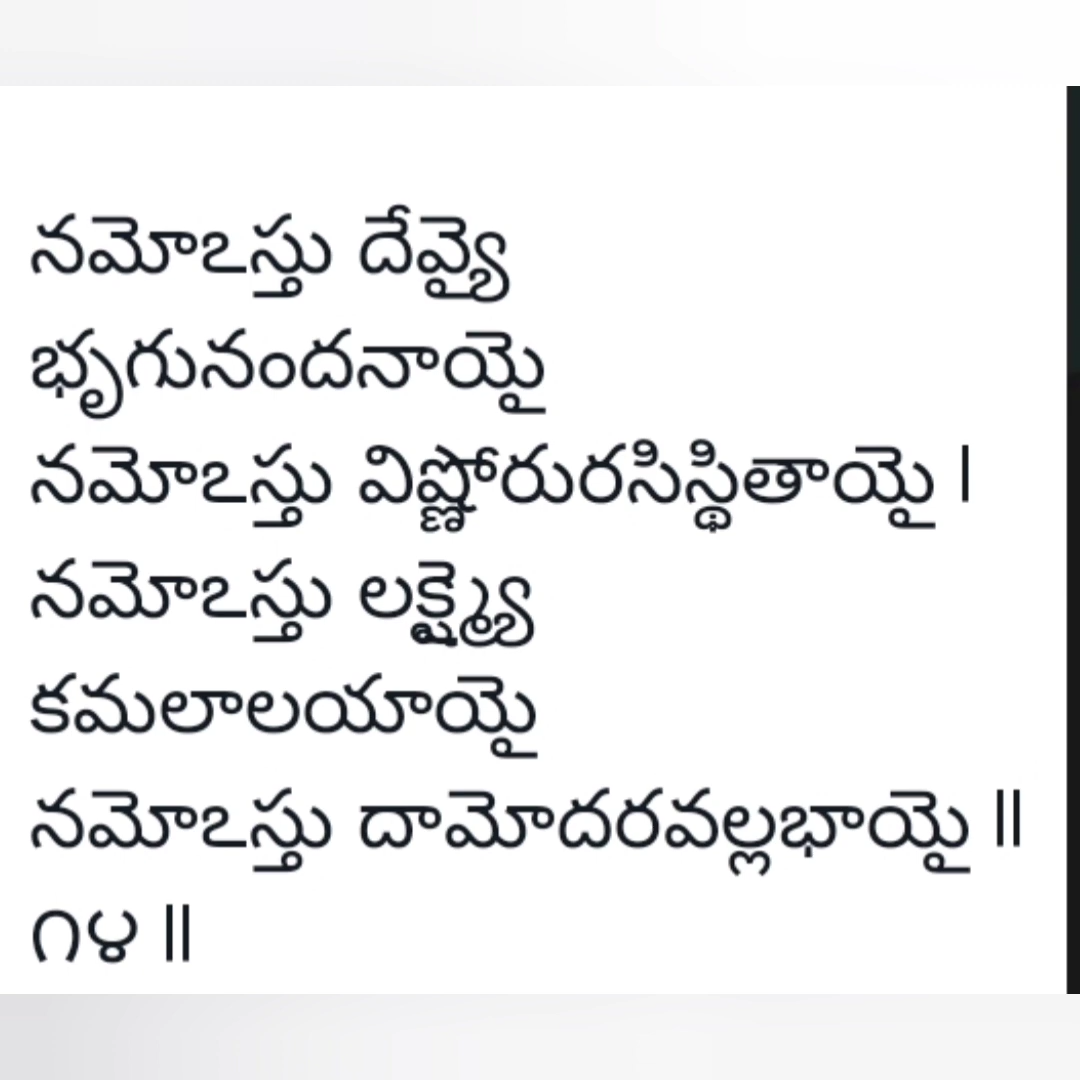 నమోఽస్తు దేవ్యై
భృగునందనాయై
నమోఽస్తు విష్ణోరురసిస్థితాయై |
నమోఽస్తు లక్ష్మ్యై
కమలాలయాయై
నమోఽస్తు దామోదరవల్లభాయై ||
౧౪ ||